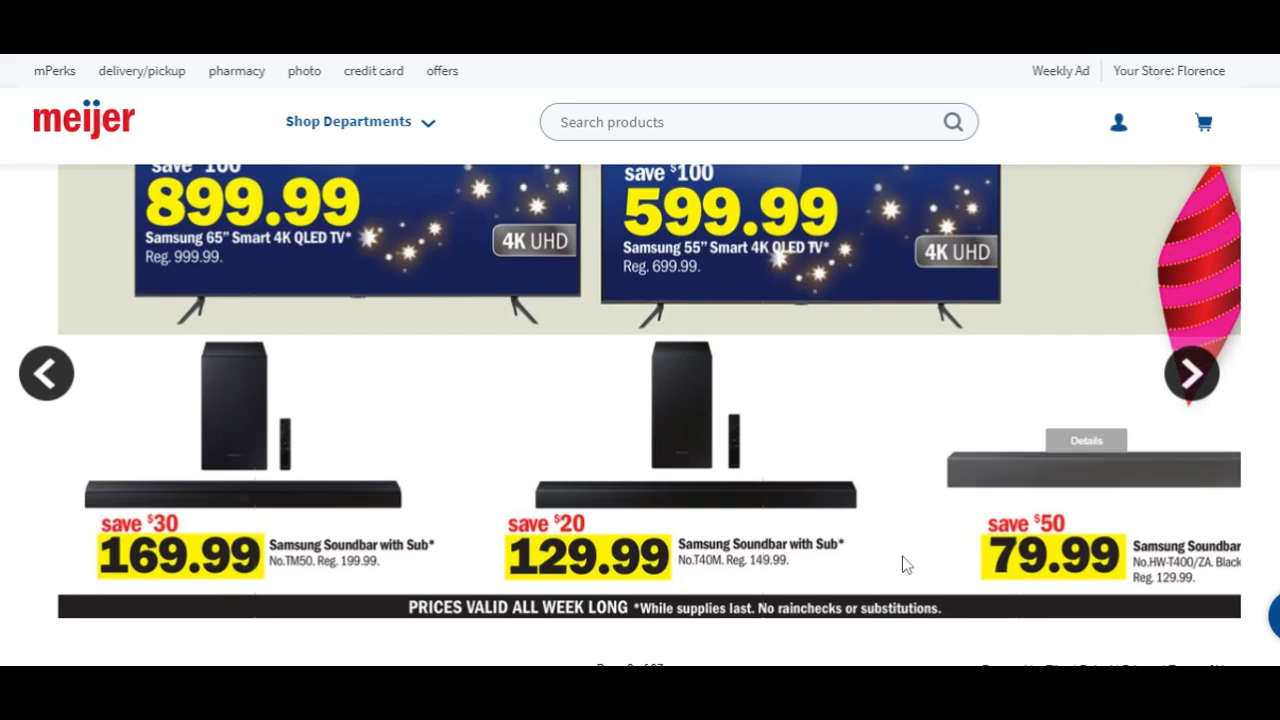 mPerks delivery/pickup pharmacy photo credit card offers Weekly Ad Your Store: Florence
meijer Shop Departments Search products
save $100
899.99
Samsung 65” Smart 4K QLED TV*
Reg. 999.99.
4K UHD
save $100
599.99
Samsung 55” Smart 4K QLED TV*
Reg. 699.99.
4K UHD
save $30
169.99
Samsung Soundbar with Sub*
No.TM50. Reg. 199.99.
save $20
129.99
Samsung Soundbar with Sub*
No.T40M. Reg. 149.99.
Details
save $50
79.99
Samsung Soundbar
No.HW-T400/ZA. Black
Reg. 129.99.
PRICES VALID ALL WEEK LONG *While supplies last. No rainchecks or substitutions.